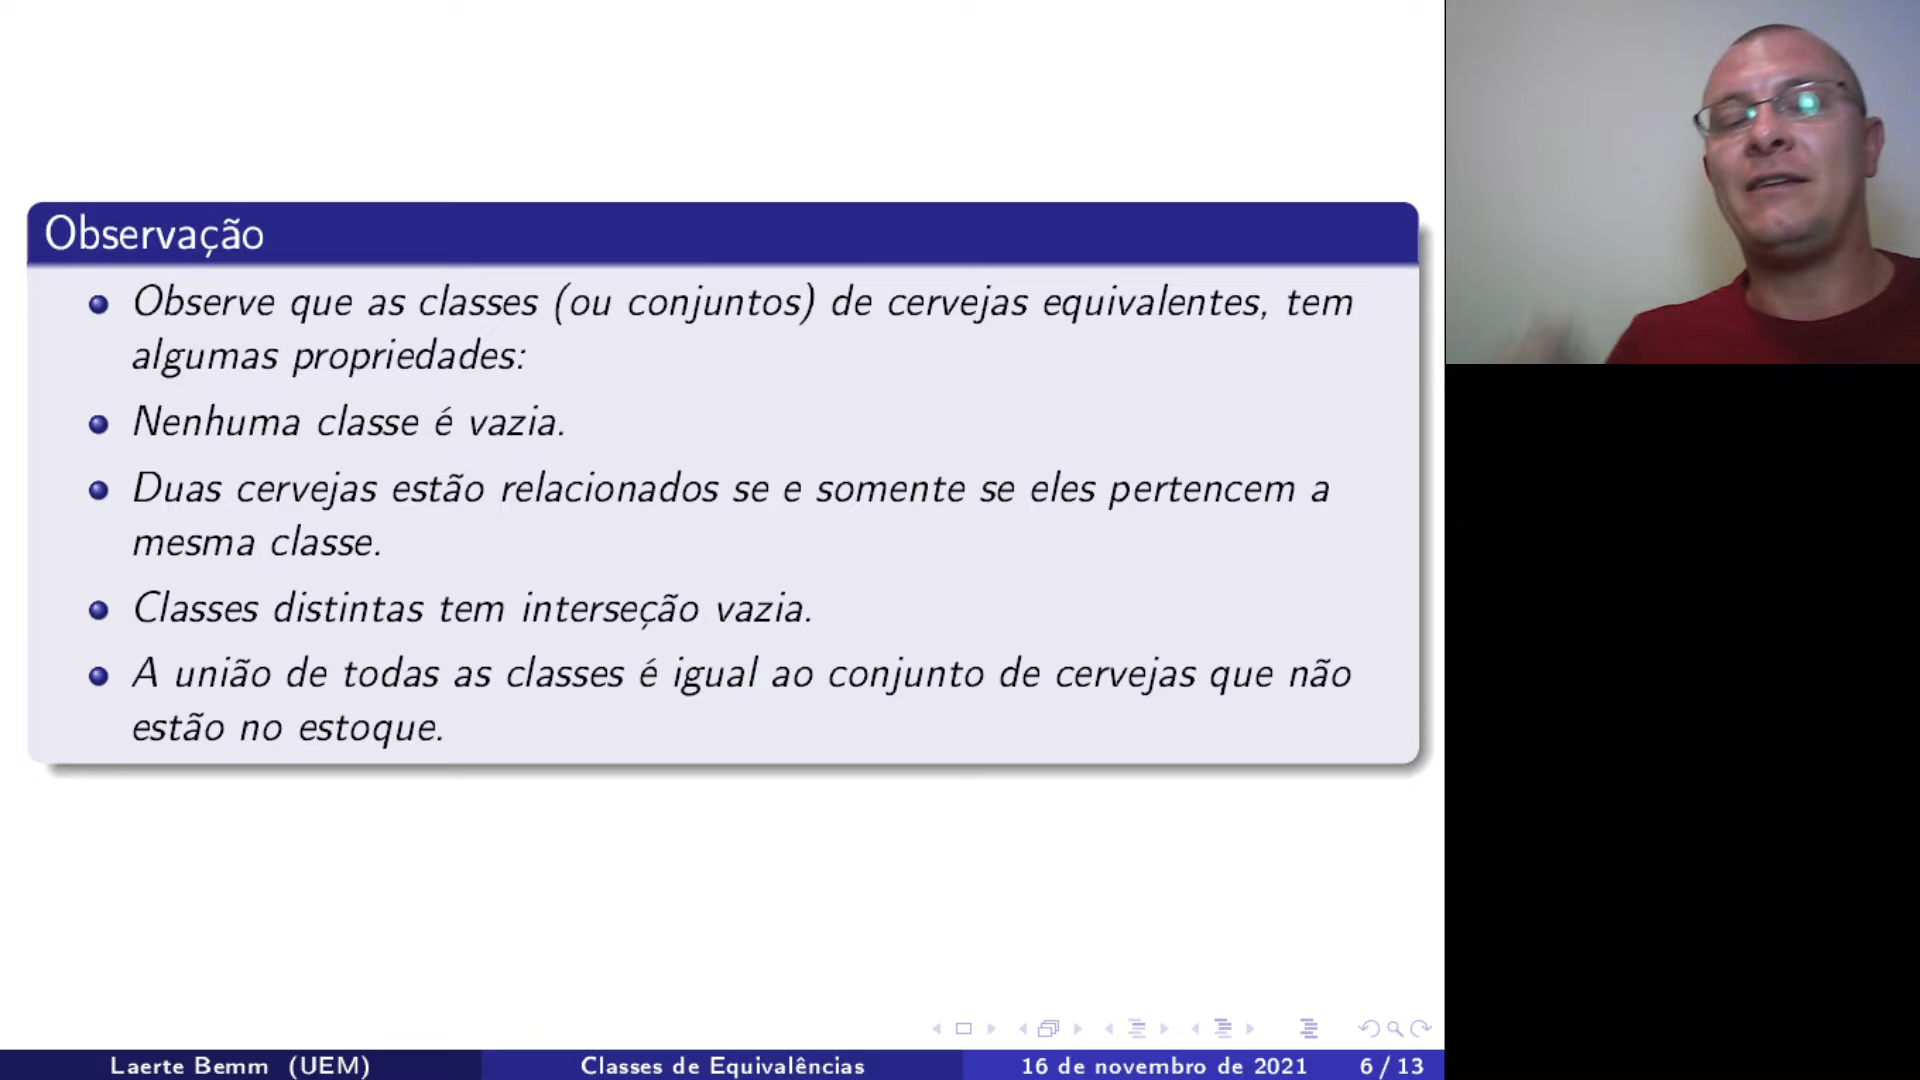 Observação
Observe que as classes (ou conjuntos) de cervejas equivalentes, tem
algumas propriedades:
Nenhuma classe é vazia.
Duas cervejas estão relacionados se e somente se eles pertencem a
mesma classe.
Classes distintas tem interseção vazia.
A união de todas as classes é igual ao conjunto de cervejas que não
estão no estoque.
Laerte Bemm (UEM) Classes de Equivalências 16 de novembro de 2021 6 / 13